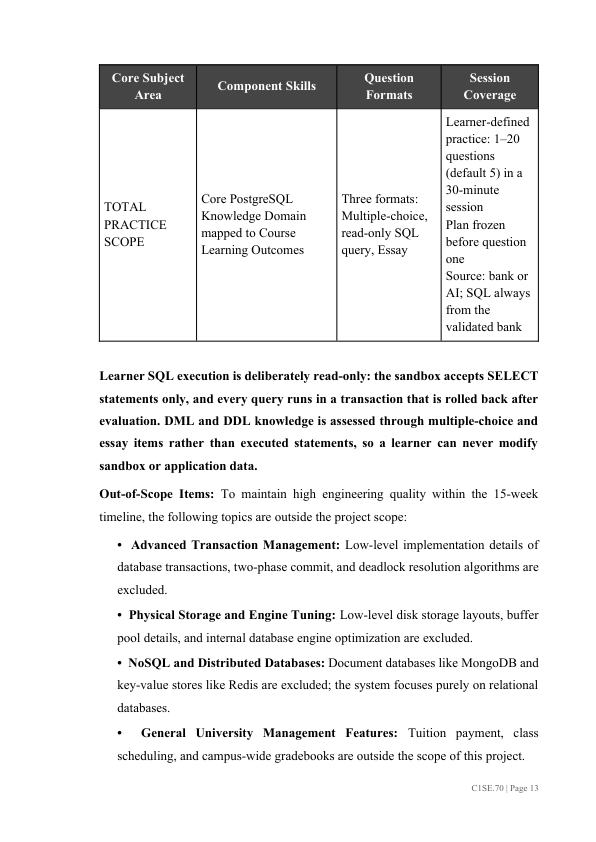 Core Subject Area
Component Skills
Question Formats
Session Coverage
TOTAL
PRACTICE
SCOPE
Core PostgreSQL
Knowledge Domain
mapped to Course
Learning Outcomes
Three formats:
Multiple-choice,
read-only SQL
query, Essay
Learner-defined
practice: 1–20
questions
(default 5) in a
30-minute
session
Plan frozen
before question
one
Source: bank or
AI; SQL always
from the
validated bank
Learner SQL execution is deliberately read-only: the sandbox accepts SELECT
statements only, and every query runs in a transaction that is rolled back after
evaluation. DML and DDL knowledge is assessed through multiple-choice and
essay items rather than executed statements, so a learner can never modify
sandbox or application data.
Out-of-Scope Items: To maintain high engineering quality within the 15-week
timeline, the following topics are outside the project scope:
• Advanced Transaction Management: Low-level implementation details of
database transactions, two-phase commit, and deadlock resolution algorithms are
excluded.
• Physical Storage and Engine Tuning: Low-level disk storage layouts, buffer
pool details, and internal database engine optimization are excluded.
• NoSQL and Distributed Databases: Document databases like MongoDB and
key-value stores like Redis are excluded; the system focuses purely on relational
databases.
• General University Management Features: Tuition payment, class
scheduling, and campus-wide gradebooks are outside the scope of this project.
C1SE.70 | Page 13